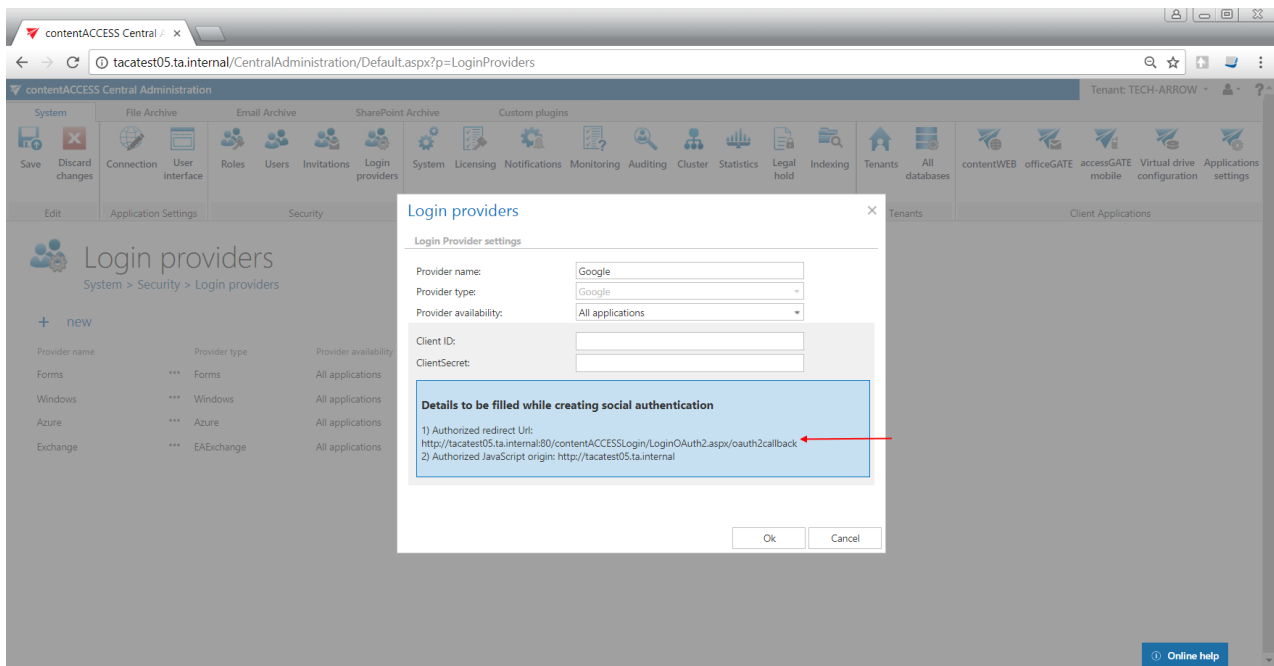 contentACCESS Central A
tacatest05.ta.internal/CentralAdministration/Default.aspx?p=LoginProviders
contentACCESS Central Administration
Tenant: TECH-ARROW
?
System File Archive Email Archive SharePoint Archive Custom plugins
Save
Discard changes
Connection
User interface
Roles
Users
Invitations
Login providers
System
Licensing
Notifications
Monitoring
Auditing
Cluster
Statistics
Legal hold
Indexing
Tenants
All databases
contentWEB
officeGATE
accessGATE mobile
Virtual drive configuration
Applications settings
Edit
Application Settings
Security
Tenants
Client Applications
Login providers
System > Security > Login providers
+ new
Provider name Provider type Provider availability
Forms *** Forms All applications
Windows *** Windows All applications
Azure *** Azure All applications
Exchange *** EAExchange All applications
Login providers
Login Provider settings
Provider name: Google
Provider type: Google
Provider availability: All applications
Client ID:
ClientSecret:
Details to be filled while creating social authentication
1) Authorized redirect Url:
http://tacatest05.ta.internal:80/contentACCESSLogin/LoginOAuth2.aspx/oauth2callback
2) Authorized JavaScript origin: http://tacatest05.ta.internal
Ok Cancel
Online help